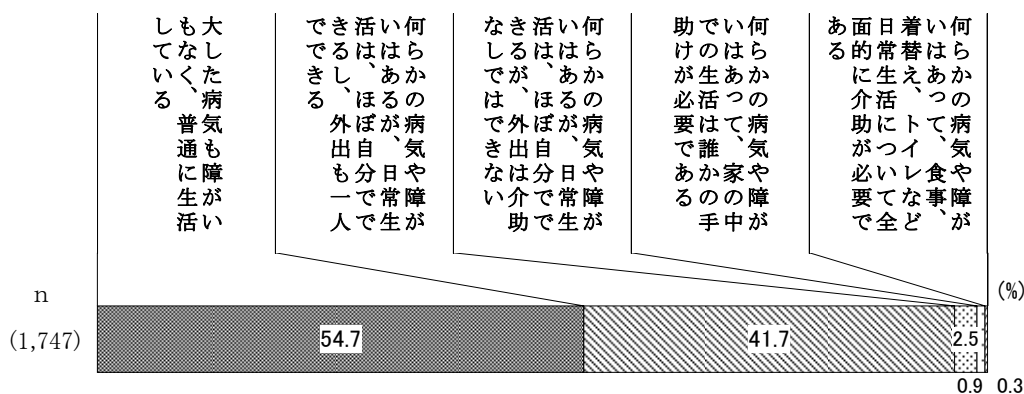 大した病気も障がい
もなく、普通に生活
している
何らかの病気や障が
いはあるが、日常生
活は、ほぼ自分でで
きるし、外出も一人
でできる
何らかの病気や障が
いはあるが、日常生
活は、ほぼ自分でで
きるが、外出は介助
なしではできない
何らかの病気や障が
いはあって、家の中
での生活は誰かの手
助けが必要である
何らかの病気や障が
いはあって、食事、
着替え、トイレなど
日常生活について全
面的に介助が必要で
ある
n
(%)
(1,747)
54.7
41.7
2.5
0.9
0.3